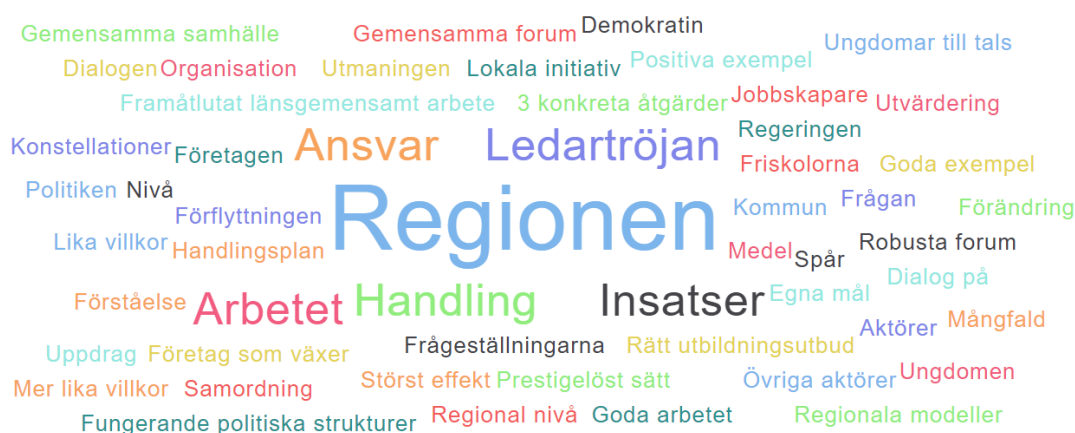 Gemensamma samhälle
Gemensamma forum
Demokratin
Ungdomar till tals
Dialogen
Organisation
Utmaningen
Lokala initiativ
Positiva exempel
Framåtlutat länsgemensamt arbete
3 konkreta åtgärder
Jobbskapare
Utvärdering
Konstellationer
Företagen
Ansvar
Ledartröjan
Regeringen
Friskolorna
Goda exempel
Politiken
Nivå
Förflyttningen
Regionen
Kommun
Frågan
Förändring
Lika villkor
Handlingsplan
Medel
Spår
Robusta forum
Dialog på
Förståelse
Arbetet
Handling
Insatser
Egna mål
Aktörer
Mångfald
Uppdrag
Företag som växer
Frågeställningarna
Rätt utbildningsutbud
Mer lika villkor
Samordning
Störst effekt
Prestigelöst sätt
Övriga aktörer
Ungdomen
Fungerande politiska strukturer
Regional nivå
Goda arbetet
Regionala modeller